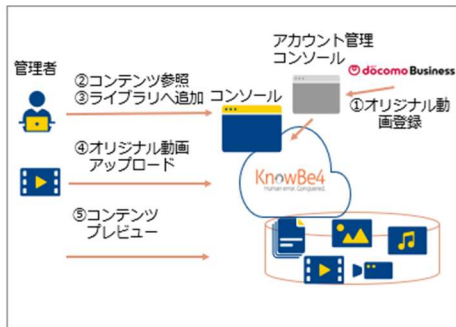 アカウント管理
コンソール
管理者
döcomo Business
②コンテンツ参照
③ライブラリへ追加
コンソール
①オリジナル動
画登録
④オリジナル動画
アップロード
KnowBe4
Human error. Conquered.
⑤コンテンツ
プレビュー